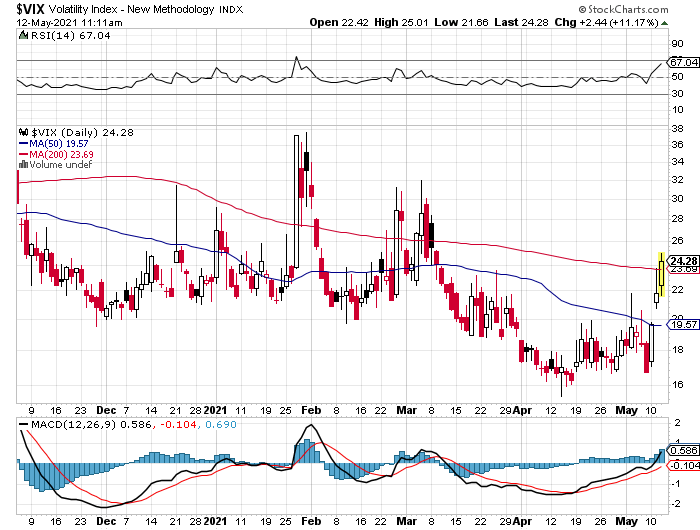 $VIX Volatility Index - New Methodology INDX © StockCharts.com
12-May-2021 11:11am Open 22.42 High 25.01 Low 21.66 Last 24.28 Chg +2.44 (+11.17%)
RSI(14) 67.04
90
67.04
50
30
10
$VIX (Daily) 24.28
MA(50) 19.57
MA(200) 23.69
Volume undef
38
36
34
32
30
28
26
24.28
23.69
22
20
19.57
18
16
9 16 23 Dec 7 14 21 28 2021 11 19 25 Feb 8 16 22 Mar 8 15 22 Apr 12 19 26 May 10
MACD(12,26,9) 0.586, -0.104, 0.690
2
1
0.586
-0.104
-1
-2
9 16 23 Dec 7 14 21 28 2021 11 19 25 Feb 8 16 22 Mar 8 15 22 Apr 12 19 26 May 10